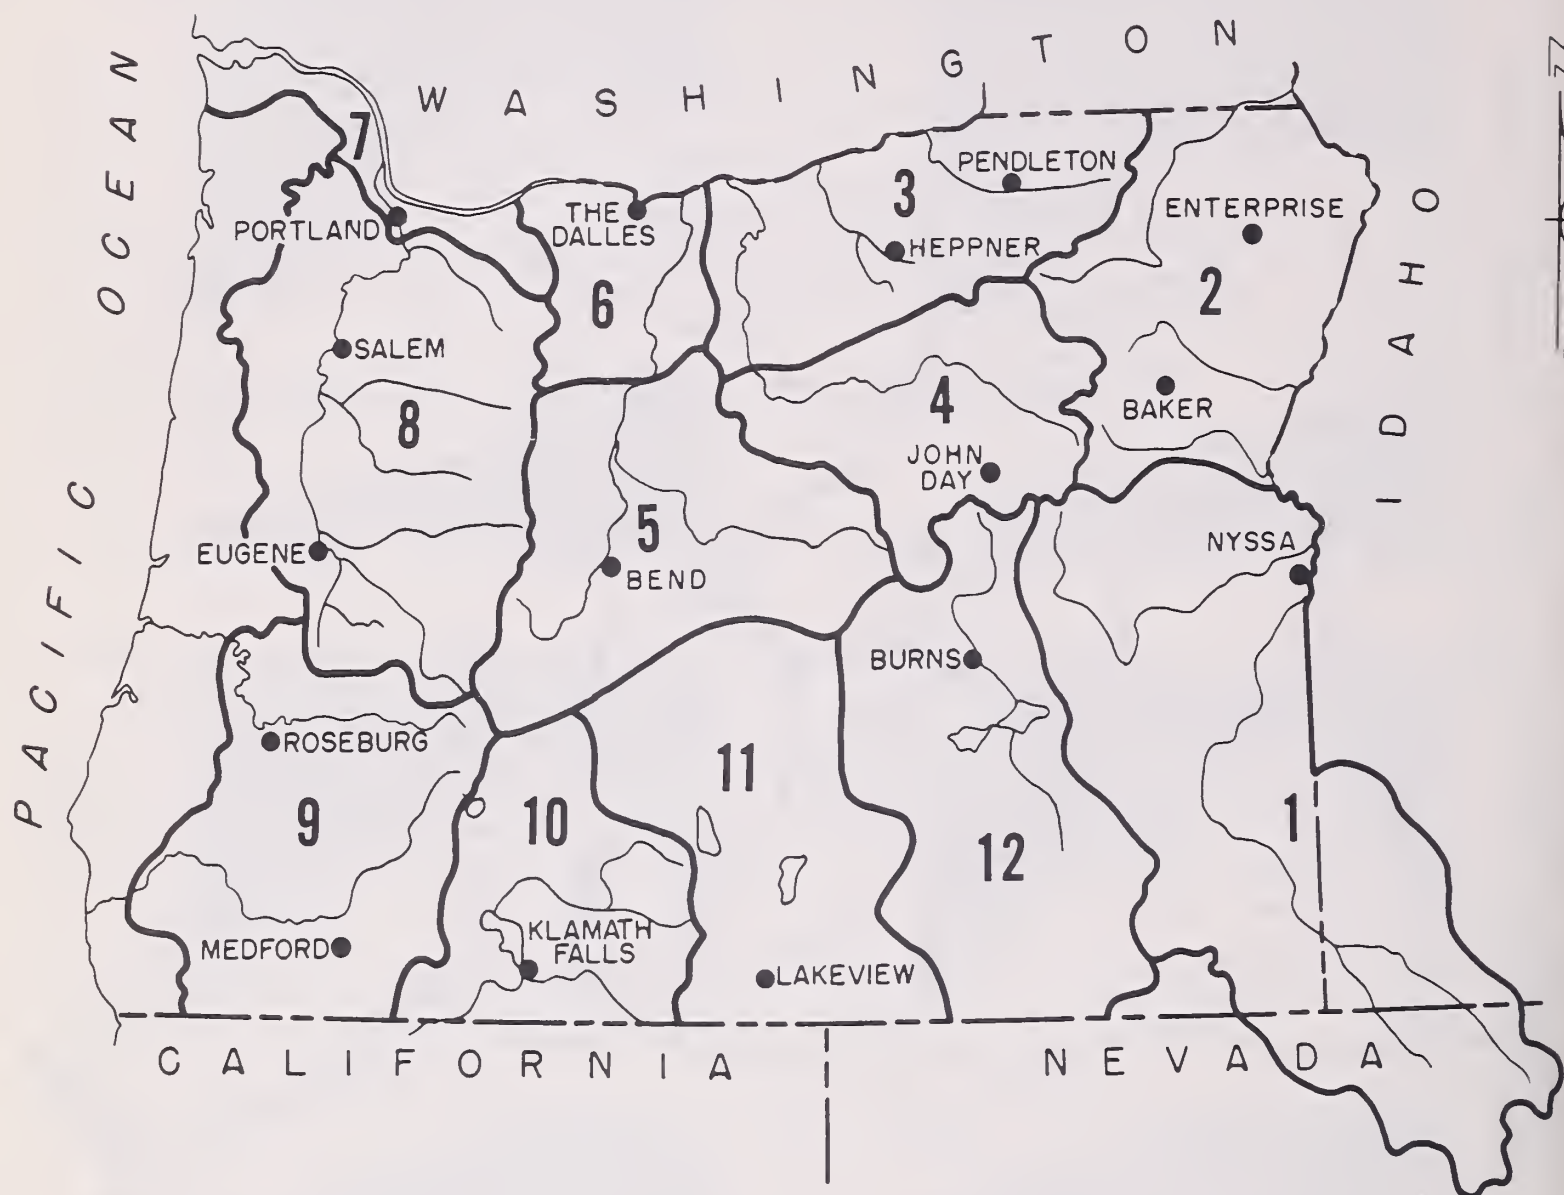 WASHINGTON
PACIFIC OCEAN
IDAHO
7
3
PENDLETON
ENTERPRISE
PORTLAND
THE
DALLES
HEPPNER
6
2
SALEM
8
4
BAKER
JOHN
DAY
5
NYSSA
EUGENE
BEND
BURNS
ROSEBURG
11
9
10
1
12
KLAMATH
FALLS
MEDFORD
LAKEVIEW
CALIFORNIA
NEVADA